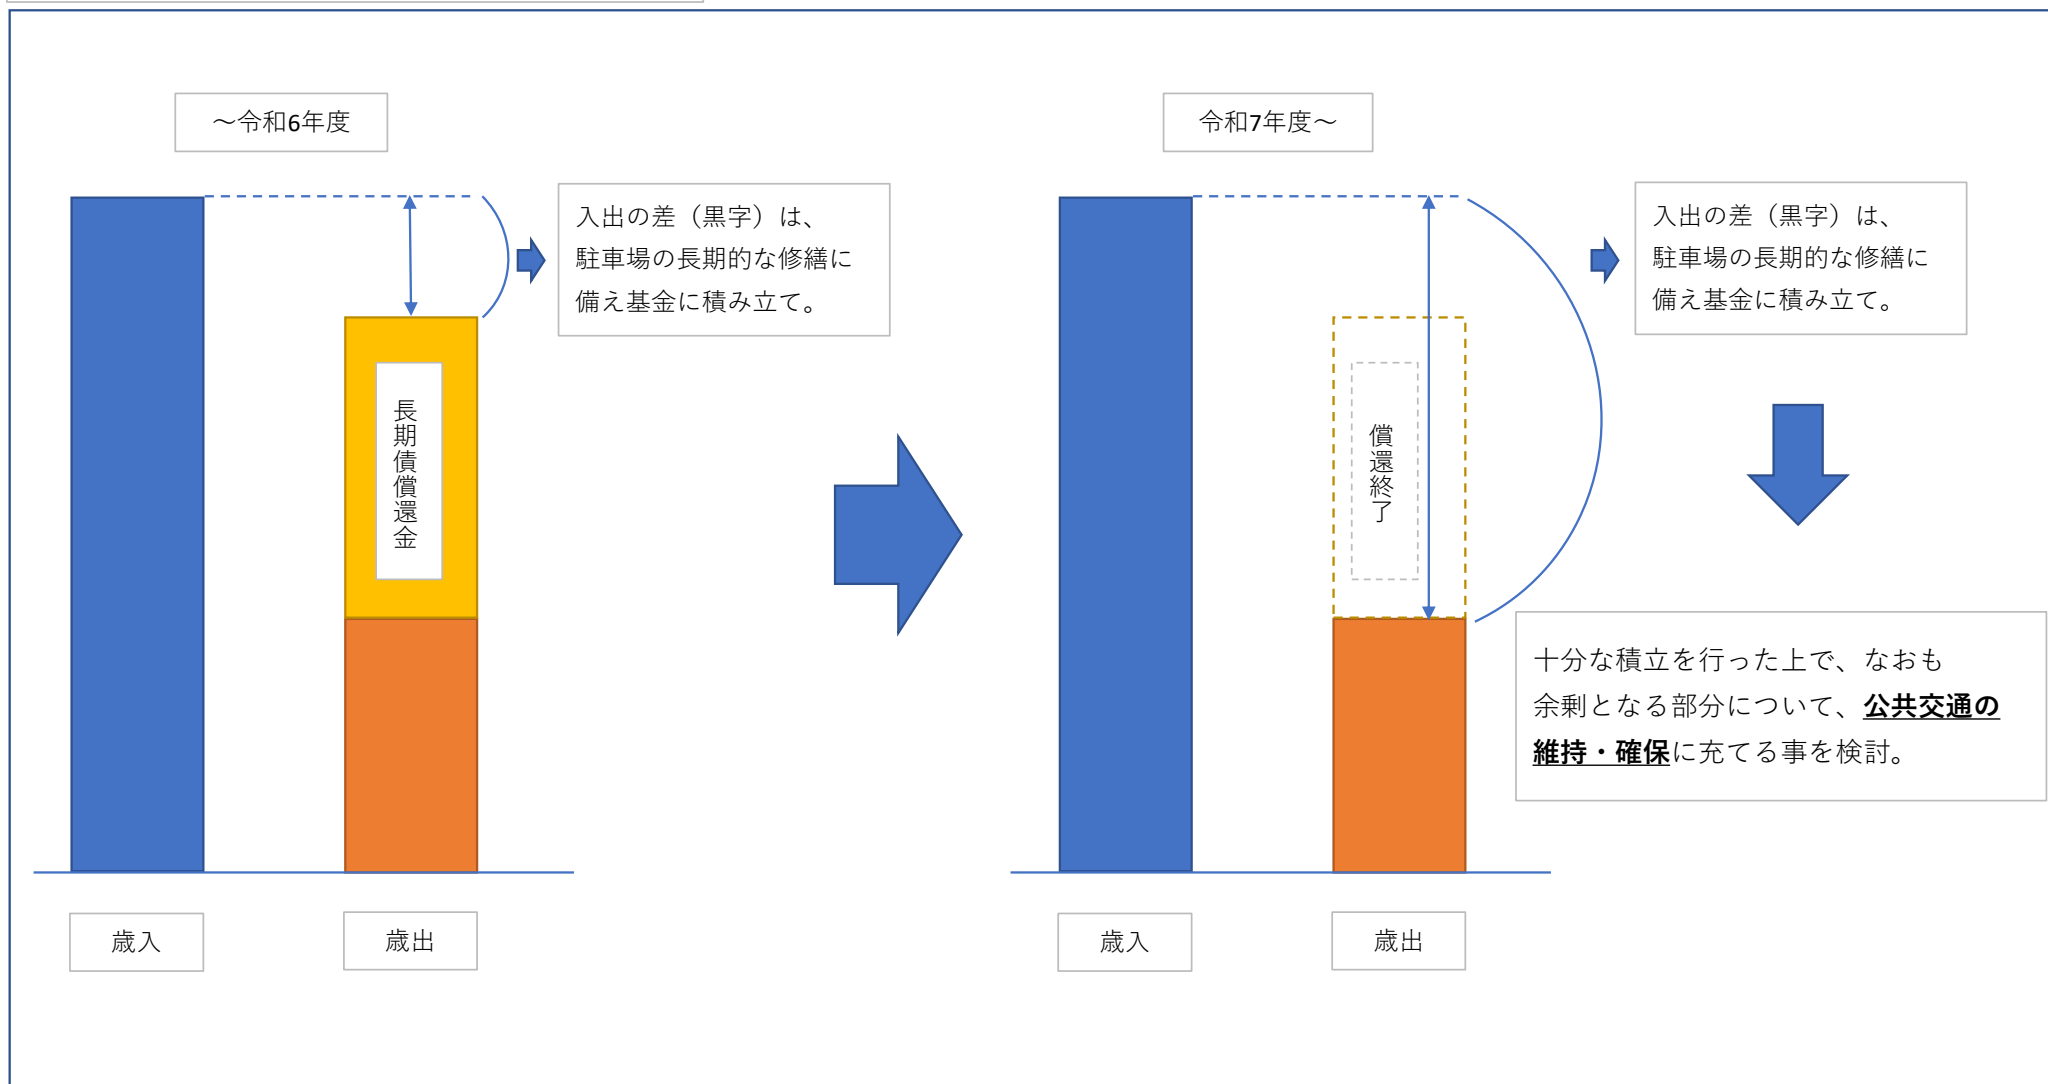 ～令和6年度
入出の差（黒字）は、
駐車場の長期的な修繕に
備え基金に積み立て。
長期債償還金
歳入
歳出
令和7年度～
入出の差（黒字）は、
駐車場の長期的な修繕に
備え基金に積み立て。
償還終了
十分な積立を行った上で、なおも
余剰となる部分について、公共交通の
維持・確保に充てる事を検討。
歳入
歳出